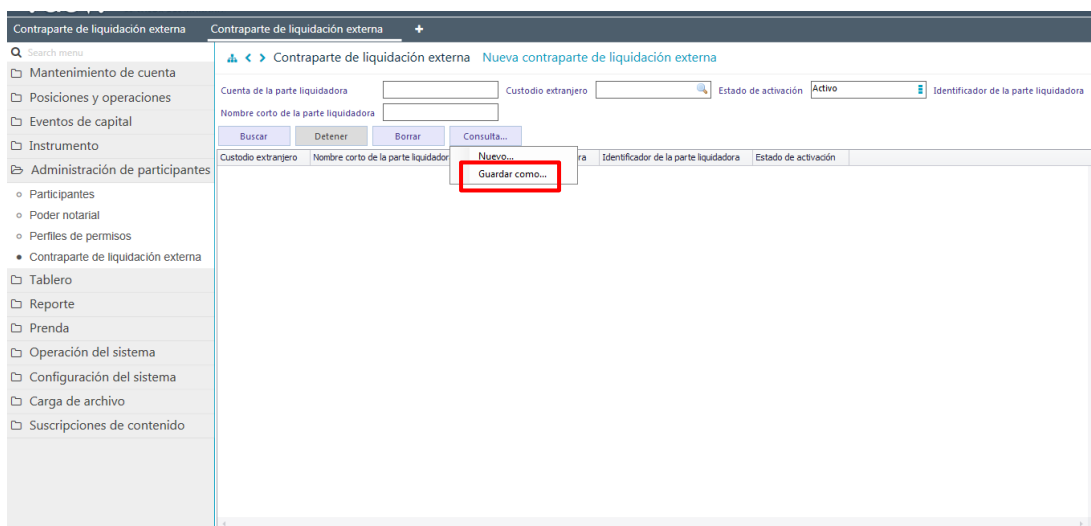 Contraparte de liquidación externa Contraparte de liquidación externa +
Search menu
Contraparte de liquidación externa Nueva contraparte de liquidación externa
Mantenimiento de cuenta
Posiciones y operaciones
Eventos de capital
Instrumento
Administración de participantes
Participantes
Poder notarial
Perfiles de permisos
Contraparte de liquidación externa
Tablero
Reporte
Prenda
Operación del sistema
Configuración del sistema
Carga de archivo
Suscripciones de contenido
Cuenta de la parte liquidadora Custodio extranjero Estado de activación Activo Identificador de la parte liquidadora
Nombre corto de la parte liquidadora
Buscar Detener Borrar Consulta...
Custodio extranjero Nombre corto de la parte liquidador ra Identificador de la parte liquidadora Estado de activación
Nuevo...
Guardar como...